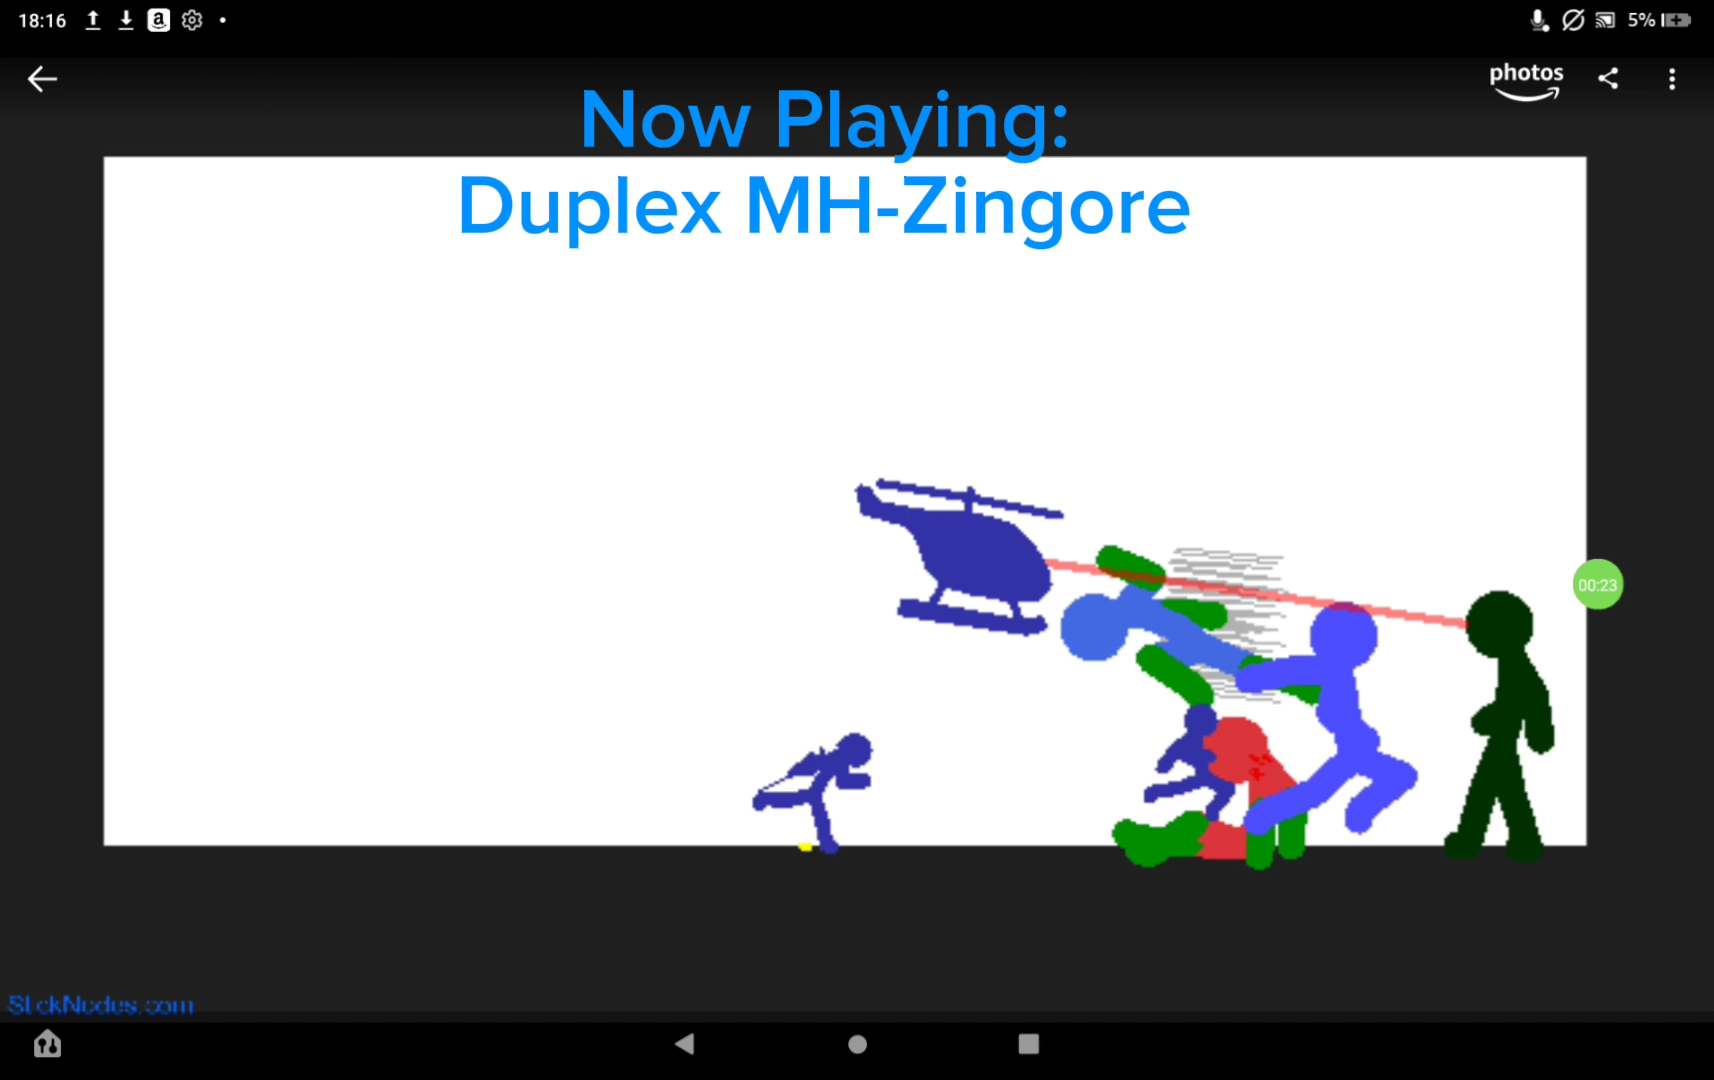 18:16
5%
photos
Now Playing:
Duplex MH-Zingore
00:23
StickNodes.com